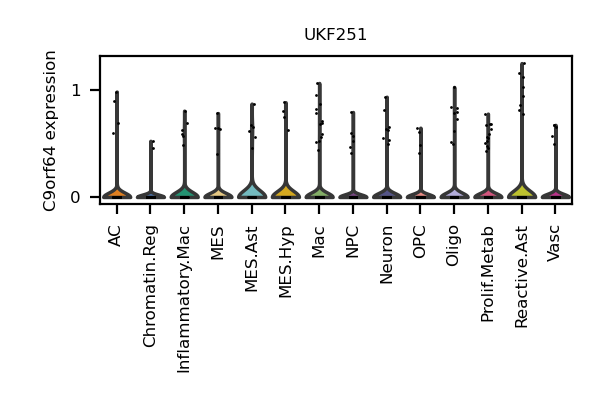 UKF251
C9orf64 expression
1
0
AC
Chromatin.Reg
Inflammatory.Mac
MES
MES.Ast
MES.Hyp
Mac
NPC
Neuron
OPC
Oligo
Prolif.Metab
Reactive.Ast
Vasc